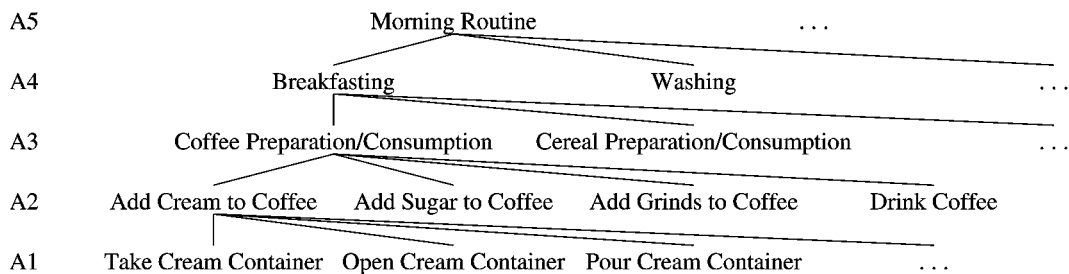 A5 Morning Routine . . .
A4 Breakfasting Washing . . .
A3 Coffee Preparation/Consumption Cereal Preparation/Consumption . . .
A2 Add Cream to Coffee Add Sugar to Coffee Add Grinds to Coffee Drink Coffee
A1 Take Cream Container Open Cream Container Pour Cream Container . . .